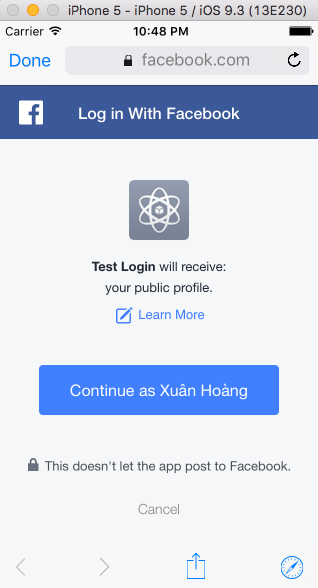 iPhone 5 - iPhone 5 / iOS 9.3 (13E230)
Carrier 10:48 PM
Done facebook.com
f Log in With Facebook
Test Login will receive:
your public profile.
Learn More
Continue as Xuân Hoàng
This doesn't let the app post to Facebook.
Cancel